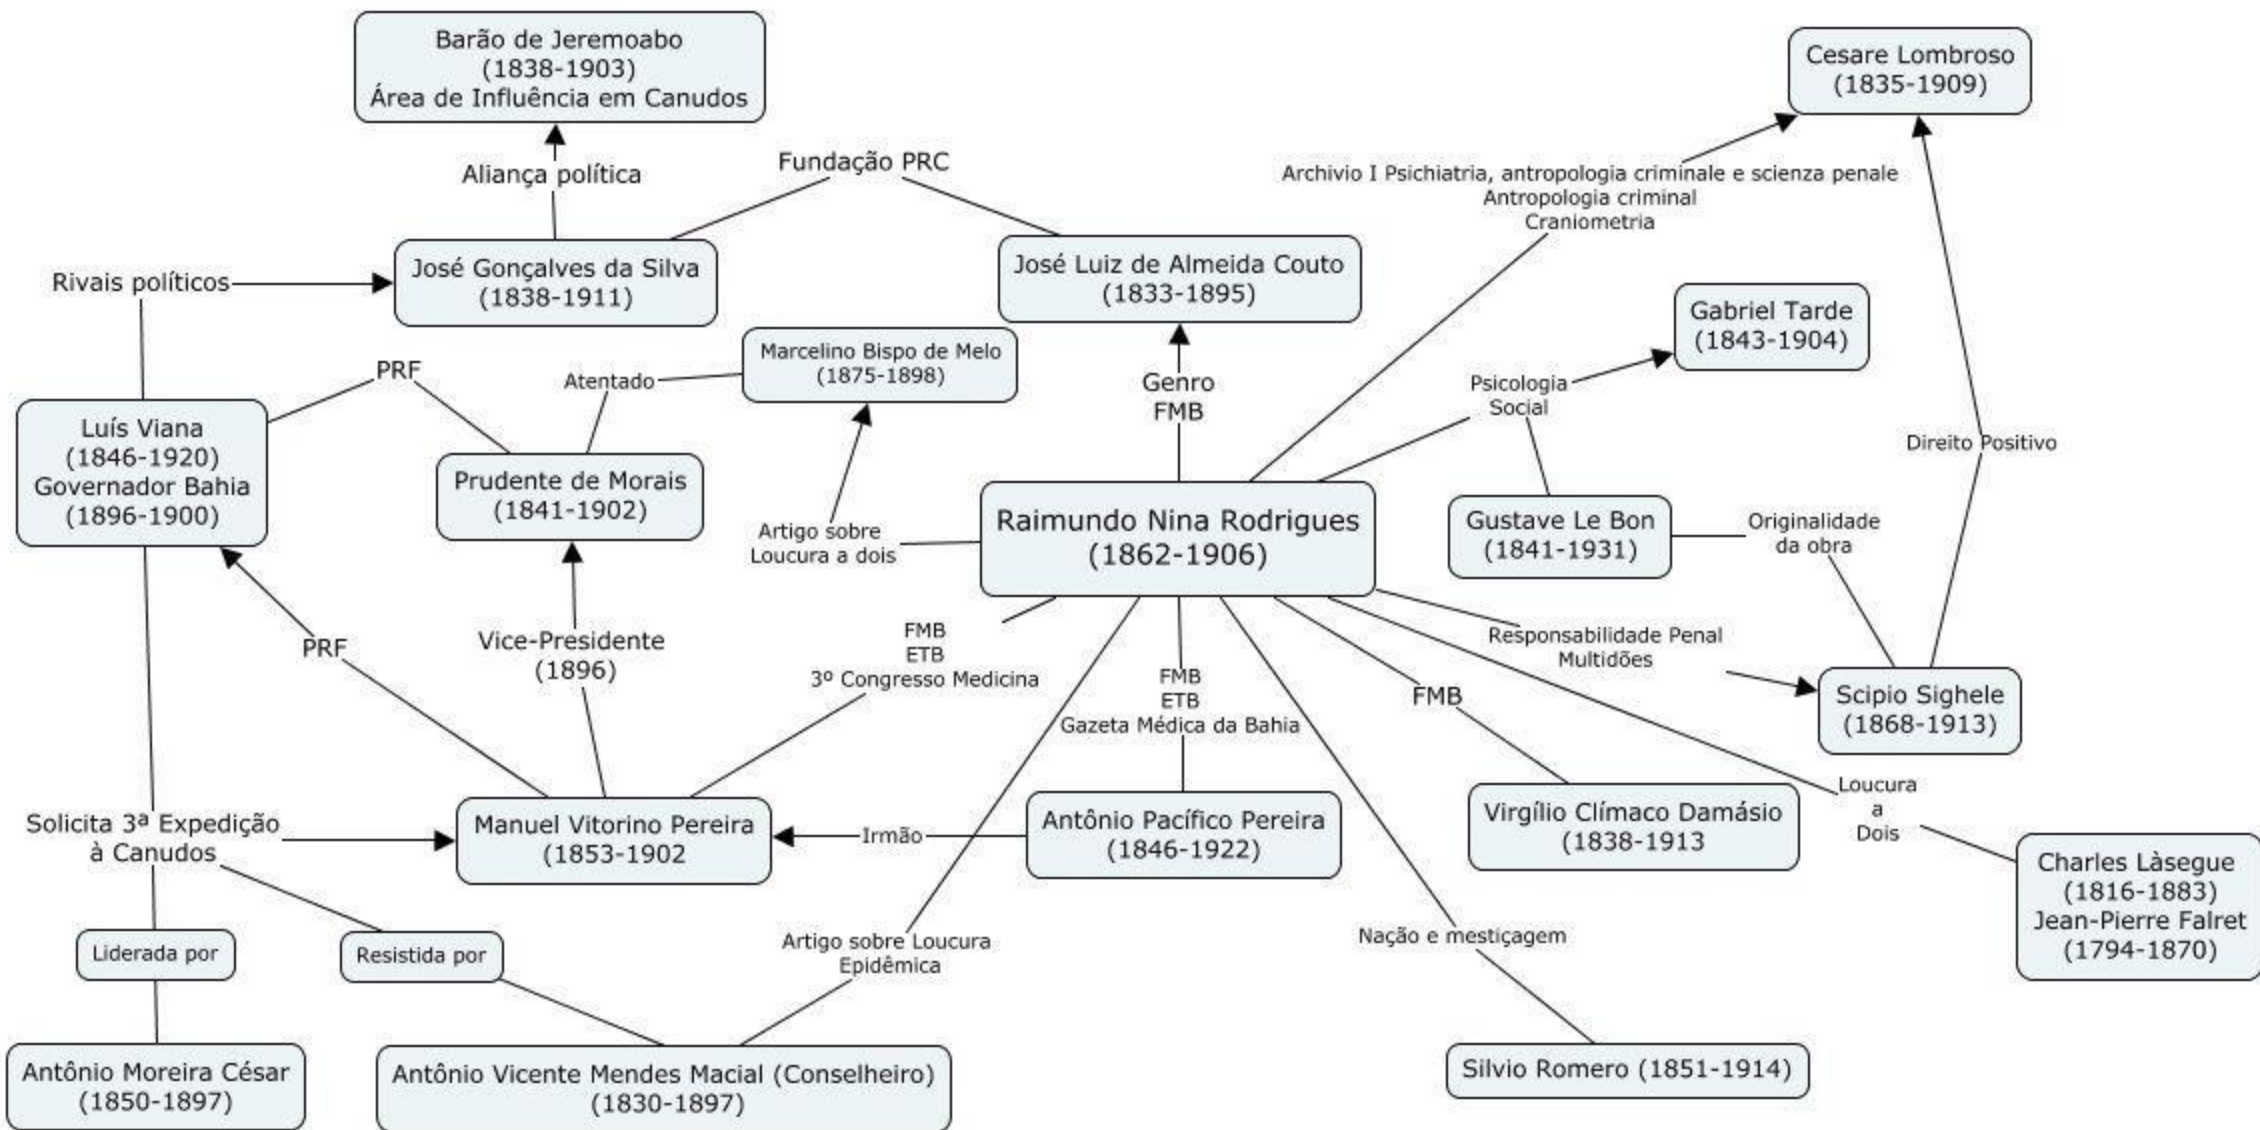 Barão de Jeremoabo
(1838-1903)
Área de Influência em Canudos
Cesare Lombroso
(1835-1909)
Aliança política
Fundação PRC
Archivio I Psichiatria, antropologia criminale e scienza penale
Antropologia criminal
Craniometria
Rivais políticos
José Gonçalves da Silva
(1838-1911)
José Luiz de Almeida Couto
(1833-1895)
Gabriel Tarde
(1843-1904)
Marcelino Bispo de Melo
(1875-1898)
PRF
Atentado
Genro
FMB
Psicologia
Social
Luís Viana
(1846-1920)
Governador Bahia
(1896-1900)
Prudente de Morais
(1841-1902)
Direito Positivo
Artigo sobre
Loucura a dois
Raimundo Nina Rodrigues
(1862-1906)
Gustave Le Bon
(1841-1931)
Originalidade
da obra
PRF
Vice-Presidente
(1896)
FMB
ETB
3º Congresso Medicina
FMB
ETB
Gazeta Médica da Bahia
FMB
Responsabilidade Penal
Multidões
Scipio Sighele
(1868-1913)
Solicita 3ª Expedição
à Canudos
Manuel Vitorino Pereira
(1853-1902
Irmão
Antônio Pacífico Pereira
(1846-1922)
Virgílio Clímaco Damásio
(1838-1913
Loucura
a
Dois
Charles Làsegue
(1816-1883)
Jean-Pierre Falret
(1794-1870)
Liderada por
Resistida por
Artigo sobre Loucura
Epidêmica
Nação e mestiçagem
Antônio Moreira César
(1850-1897)
Antônio Vicente Mendes Macial (Conselheiro)
(1830-1897)
Silvio Romero (1851-1914)